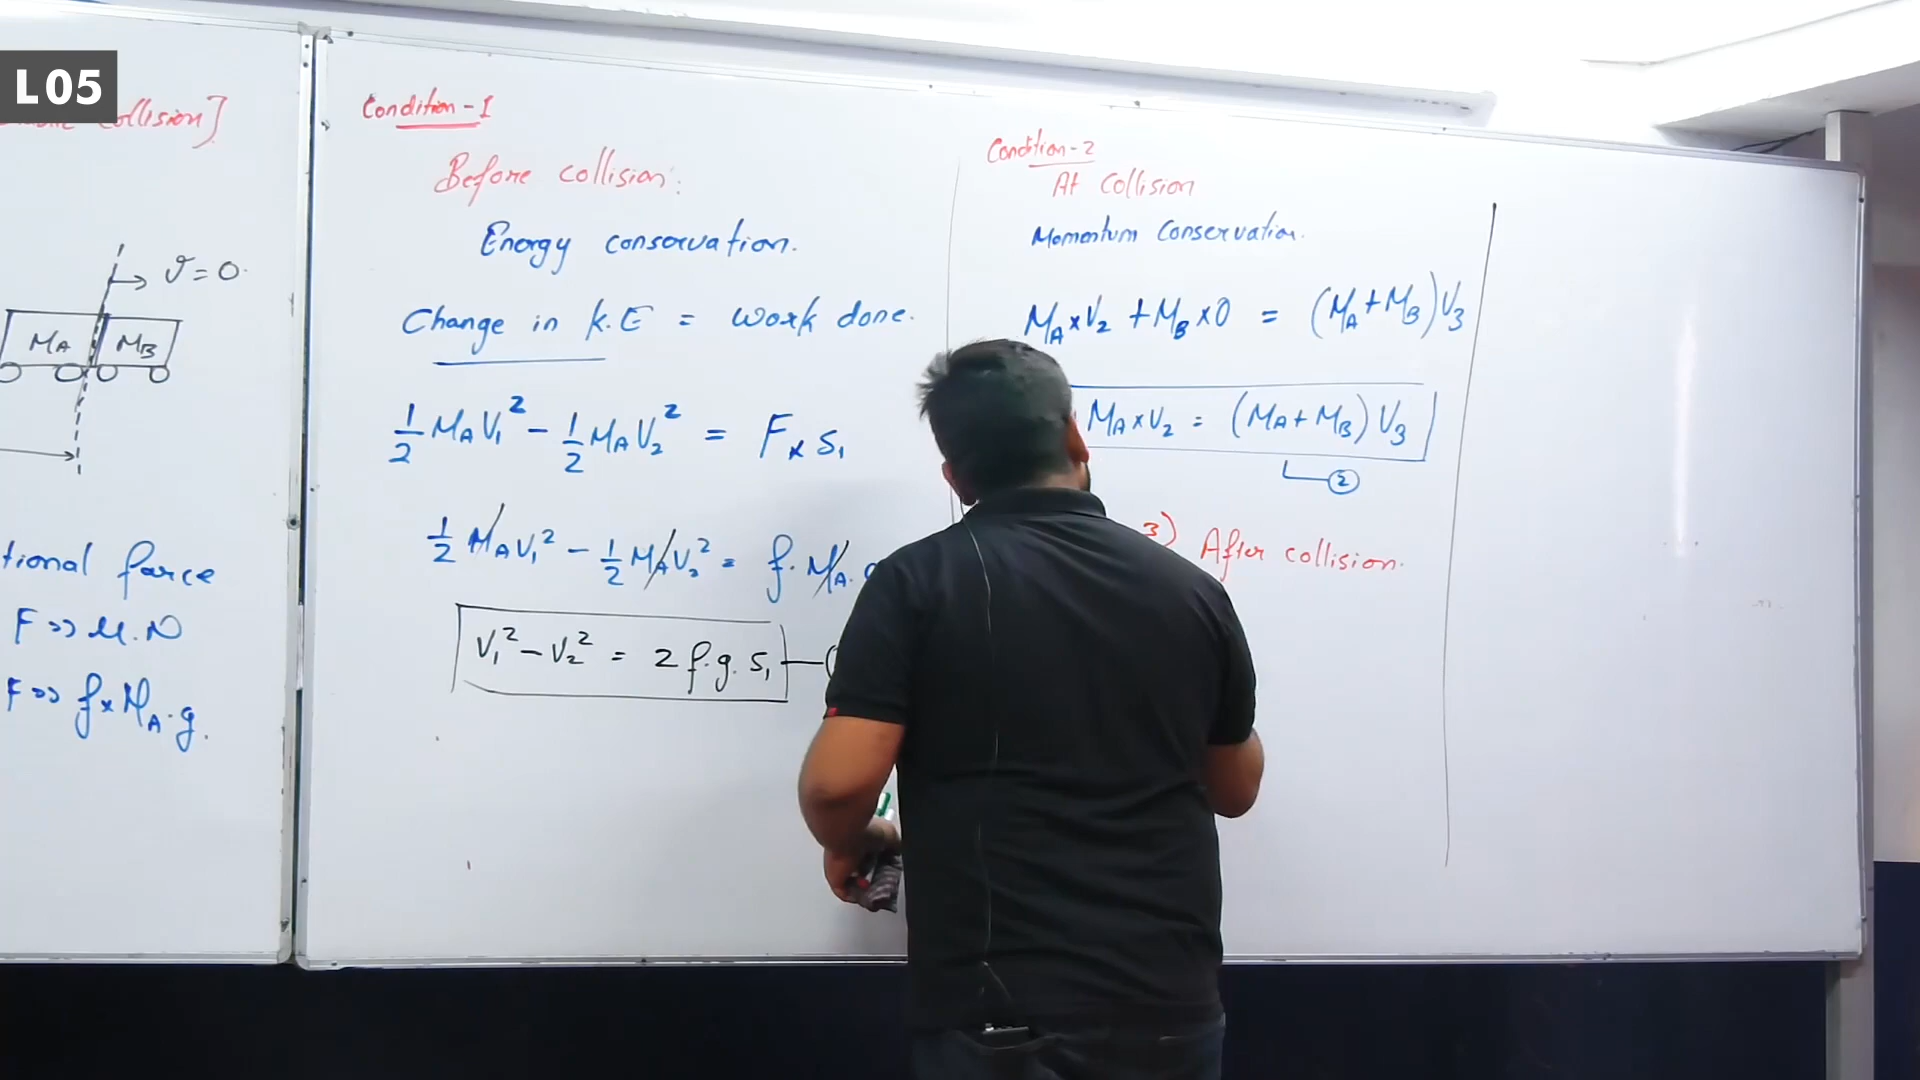 L 05
Collision]
ϑ = 0.
MA MB
tional force
F => μ.N
F => f × MA.g.
Condition - 1
Before collision:
Energy conservation.
Change in K.E = work done.
1/2 MA V1² - 1/2 MA V2² = F × S1
1/2 MA V1² - 1/2 MA V2² = f. MA.
V1² - V2² = 2 f.g. S1
Condition - 2
At Collision
Momentum Conservation.
MA × V2 + MB × 0 = (MA + MB) V3
MA × V2 = (MA + MB) V3
2
3) After collision.